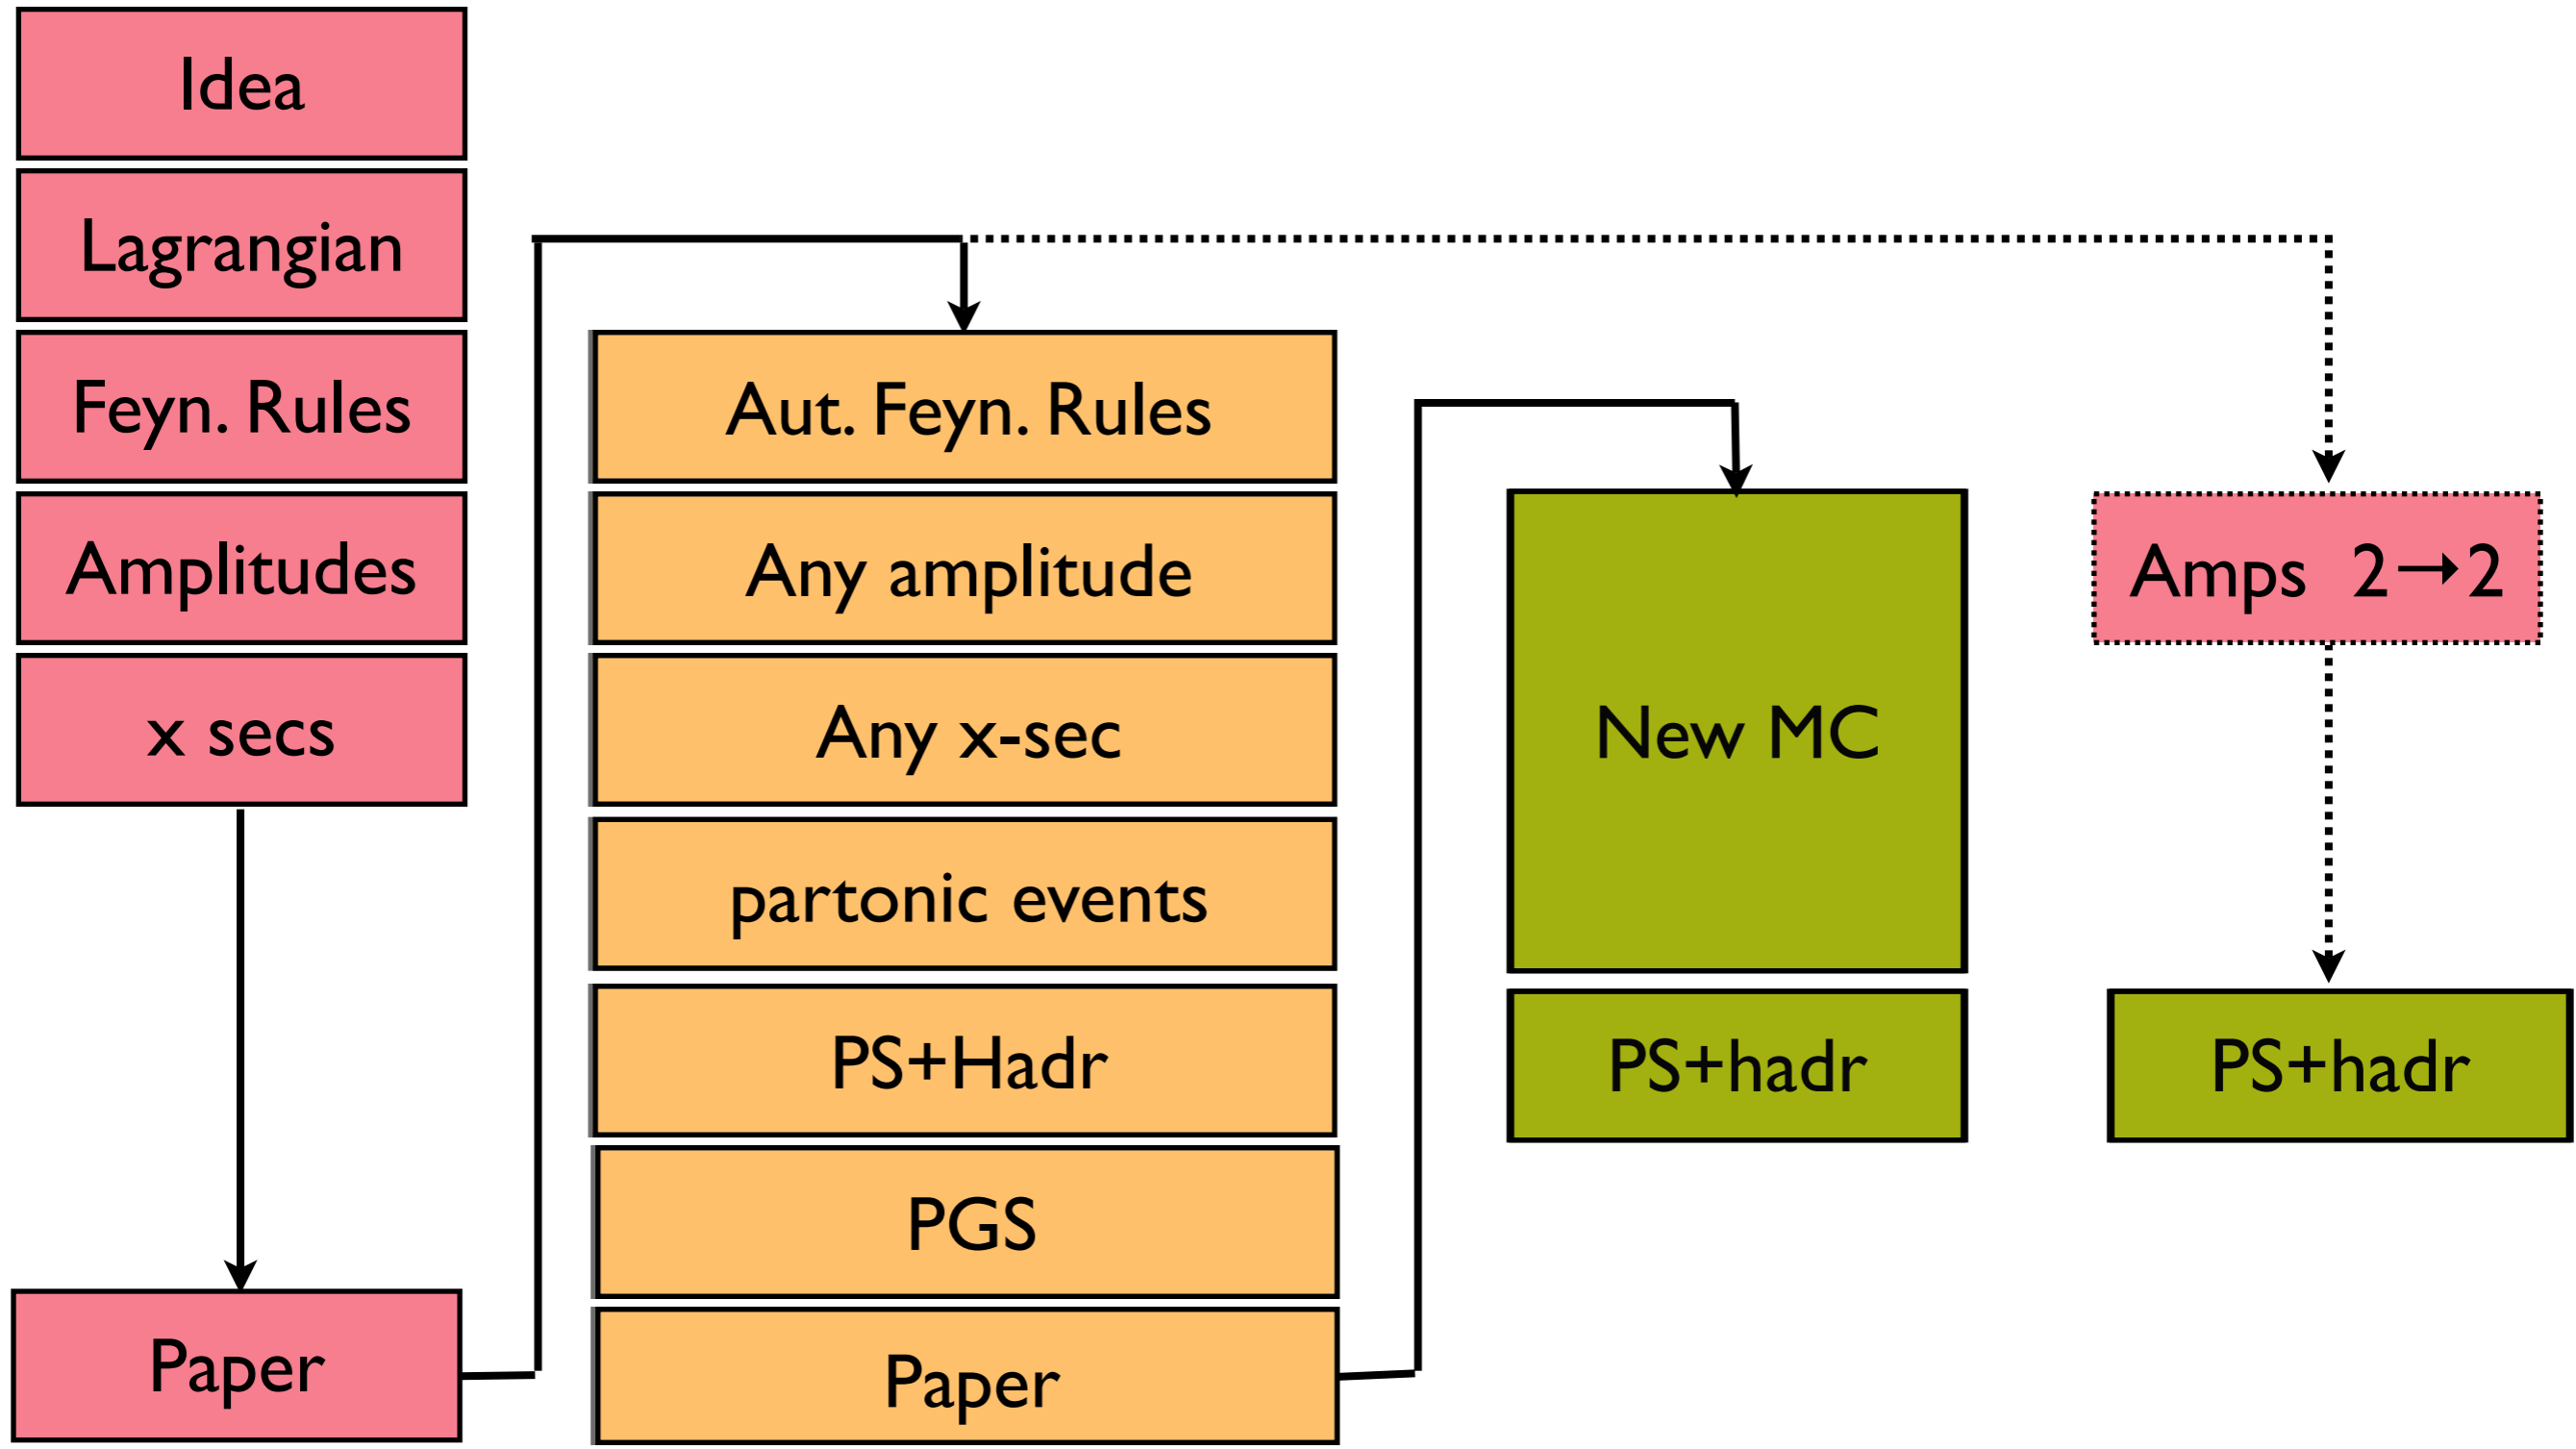 Idea
Lagrangian
Feyn. Rules
Amplitudes
x secs
Paper
Aut. Feyn. Rules
Any amplitude
Any x-sec
partonic events
PS+Hadr
PGS
Paper
New MC
PS+hadr
Amps 2→2
PS+hadr